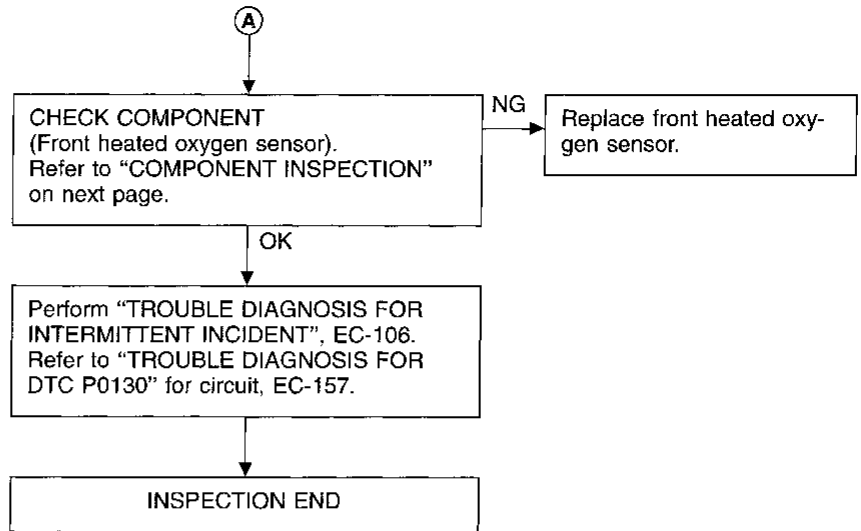 A
CHECK COMPONENT
(Front heated oxygen sensor).
Refer to “COMPONENT INSPECTION”
on next page.
NG
Replace front heated oxy-
gen sensor.
OK
Perform “TROUBLE DIAGNOSIS FOR
INTERMITTENT INCIDENT”, EC-106.
Refer to “TROUBLE DIAGNOSIS FOR
DTC P0130” for circuit, EC-157.
INSPECTION END